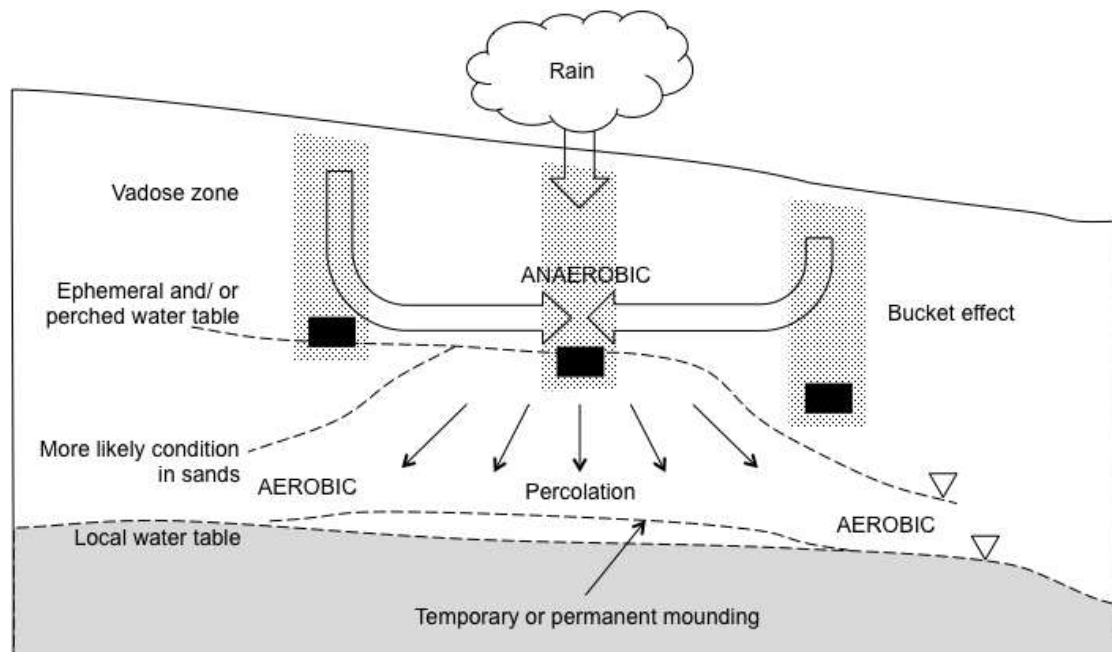 Rain
Vadose zone
ANAEROBIC
Ephemeral and/ or
perched water table
Bucket effect
More likely condition
in sands
AEROBIC
Percolation
AEROBIC
Local water table
Temporary or permanent mounding